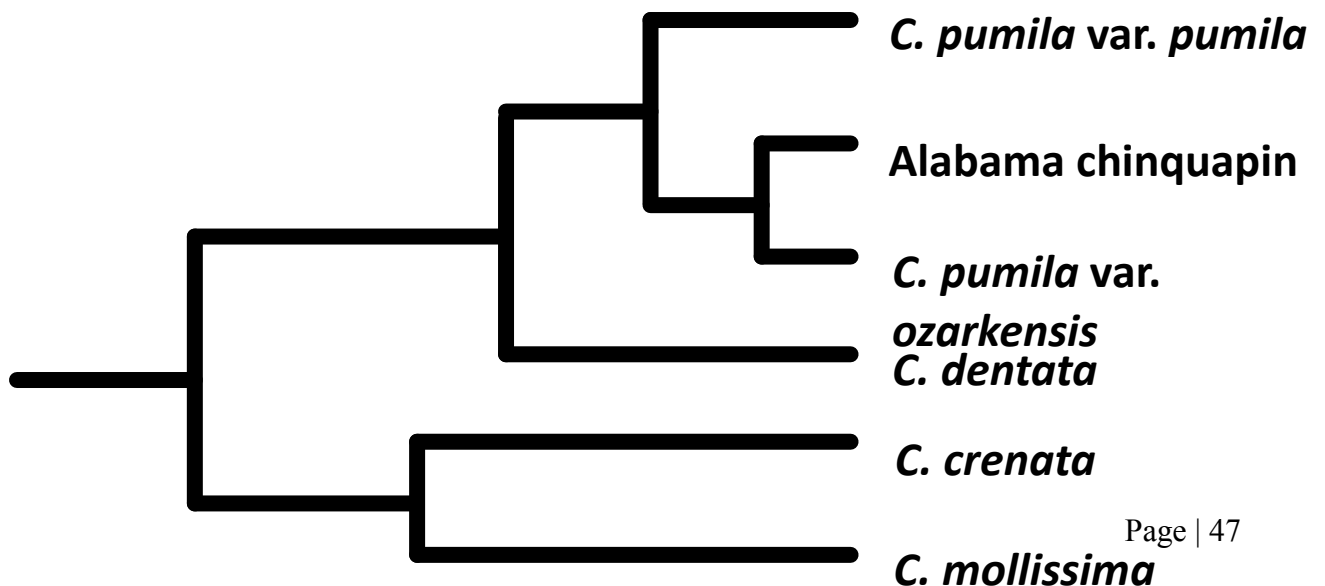 C. pumila var. pumila
Alabama chinquapin
C. pumila var.
ozarkensis
C. dentata
C. crenata
Page | 47
C. mollissima